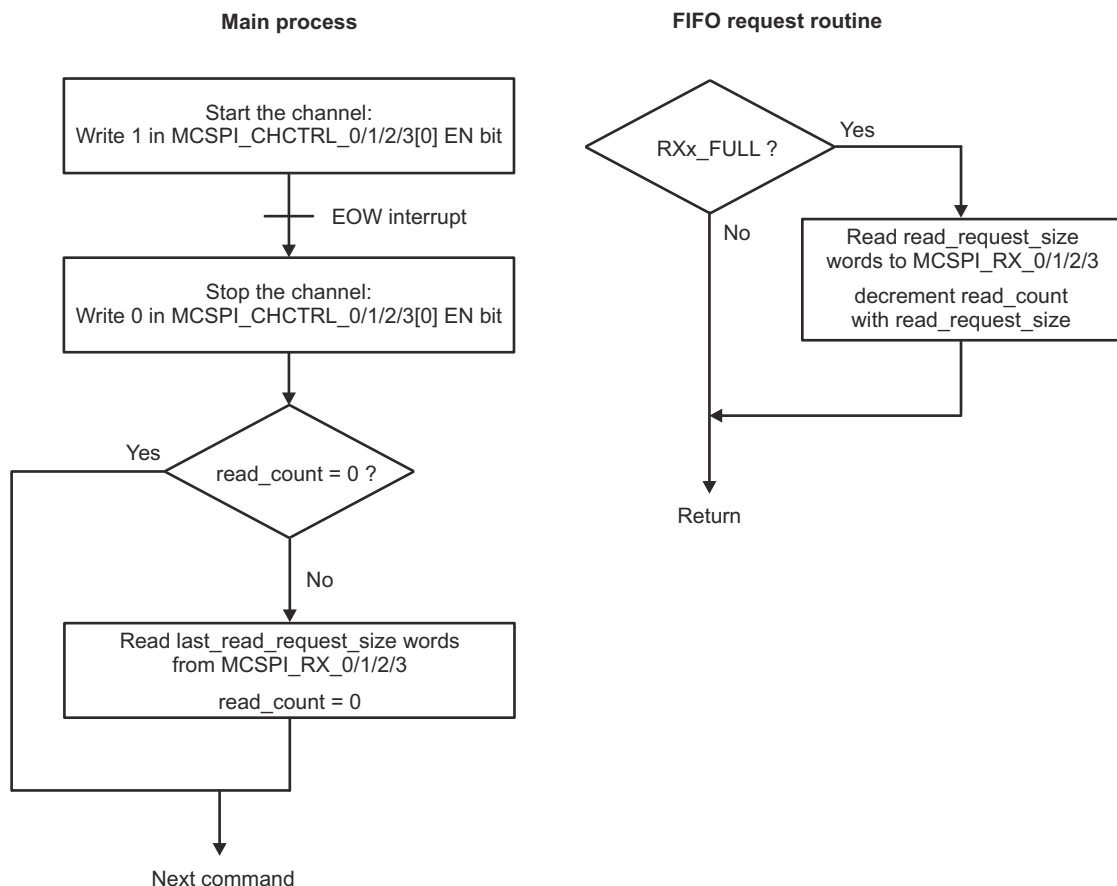 Main process
Start the channel:
Write 1 in MCSPI_CHCTRL_0/1/2/3[0] EN bit
EOW interrupt
Stop the channel:
Write 0 in MCSPI_CHCTRL_0/1/2/3[0] EN bit
Yes
read_count = 0 ?
No
Read last_read_request_size words
from MCSPI_RX_0/1/2/3
read_count = 0
Next command
FIFO request routine
RXx_FULL ?
Yes
No
Read read_request_size
words to MCSPI_RX_0/1/2/3
decrement read_count
with read_request_size
Return